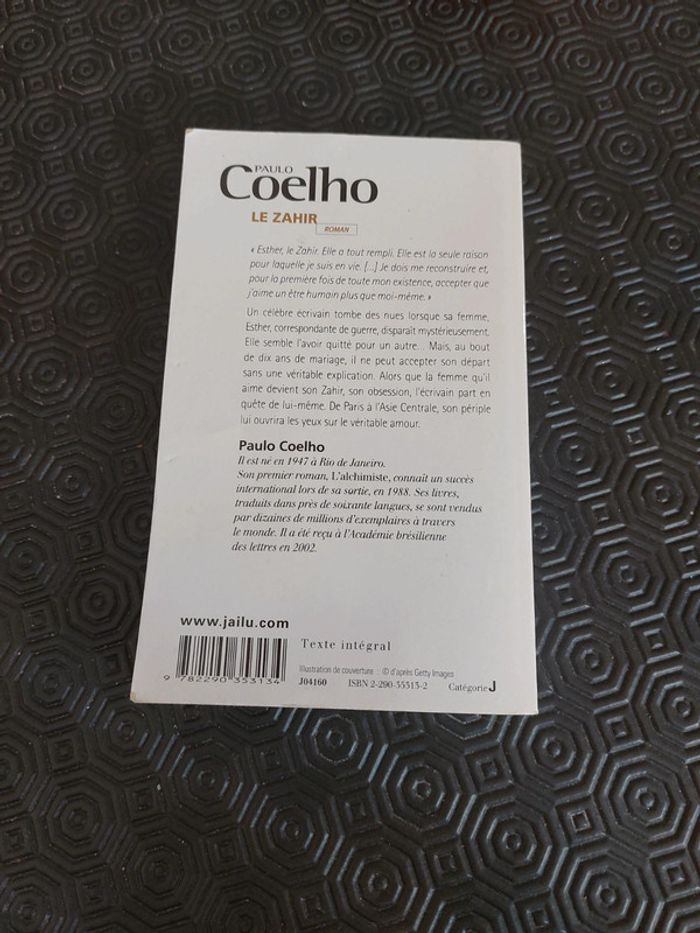 PAULO
Coelho
LE ZAHIR
ROMAN
« Esther, le Zahir. Elle a tout rempli. Elle est la seule raison
pour laquelle je suis en vie. [...] Je dois me reconstruire et,
pour la première fois de toute mon existence, accepter que
j'aime un être humain plus que moi-même. »
Un célèbre écrivain tombe des nues lorsque sa femme,
Esther, correspondante de guerre, disparaît mystérieusement.
Elle semble l'avoir quitté pour un autre... Mais, au bout
de dix ans de mariage, il ne peut accepter son départ
sans une véritable explication. Alors que la femme qu'il
aime devient son Zahir, son obsession, l'écrivain part en
quête de lui-même. De Paris à l'Asie Centrale, son périple
lui ouvrira les yeux sur le véritable amour.
Paulo Coelho
Il est né en 1947 à Rio de Janeiro.
Son premier roman, L'alchimiste, connaît un succès
international lors de sa sortie, en 1988. Ses livres,
traduits dans près de soixante langues, se sont vendus
par dizaines de millions d'exemplaires à travers
le monde. Il a été reçu à l'Académie brésilienne
des lettres en 2002.
www.jailu.com
Texte intégral
Illustration de couverture : © d'après Getty Images
9 782290 353134
J04160 ISBN 2-290-35313-2 Catégorie J